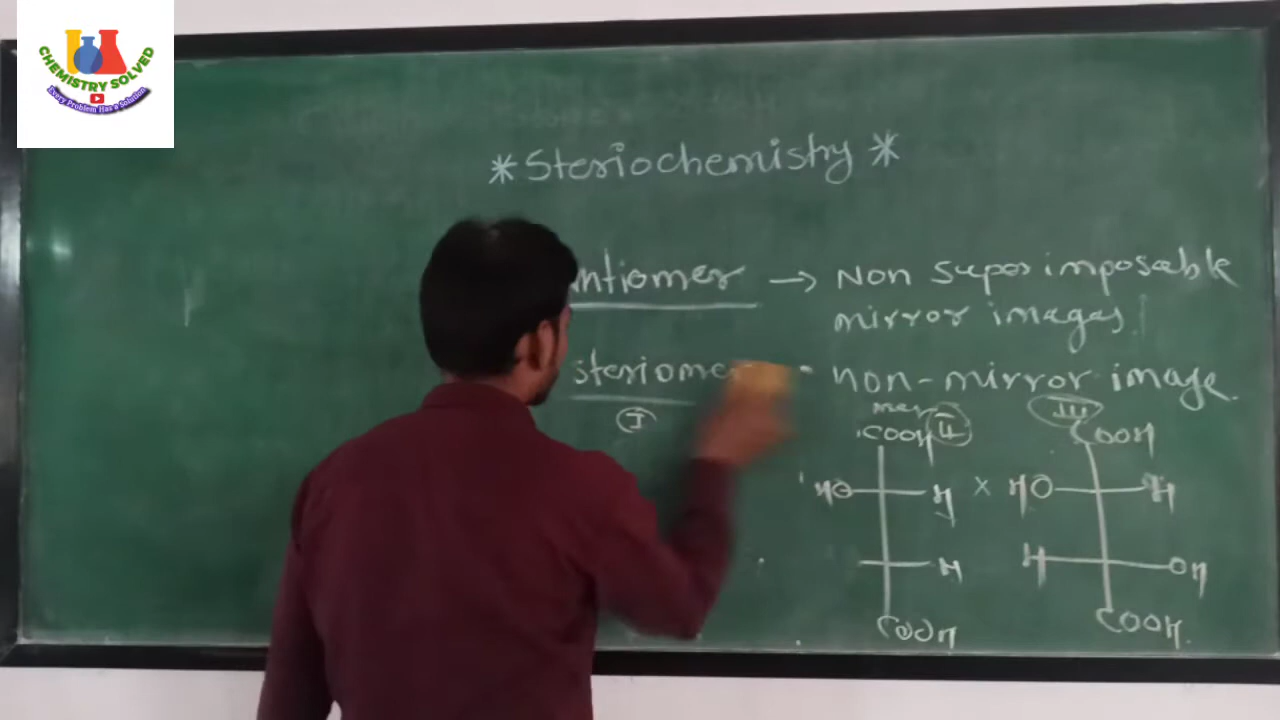 CHEMISTRY SOLVED
Every Problem Has a Solution
*Steriochemistry*
ntiomer → Non superimposable
mirror images.
steriomer non-mirror image.
I
II
III
COOH COOH
HO H × HO H
H H OH
COOH COOH